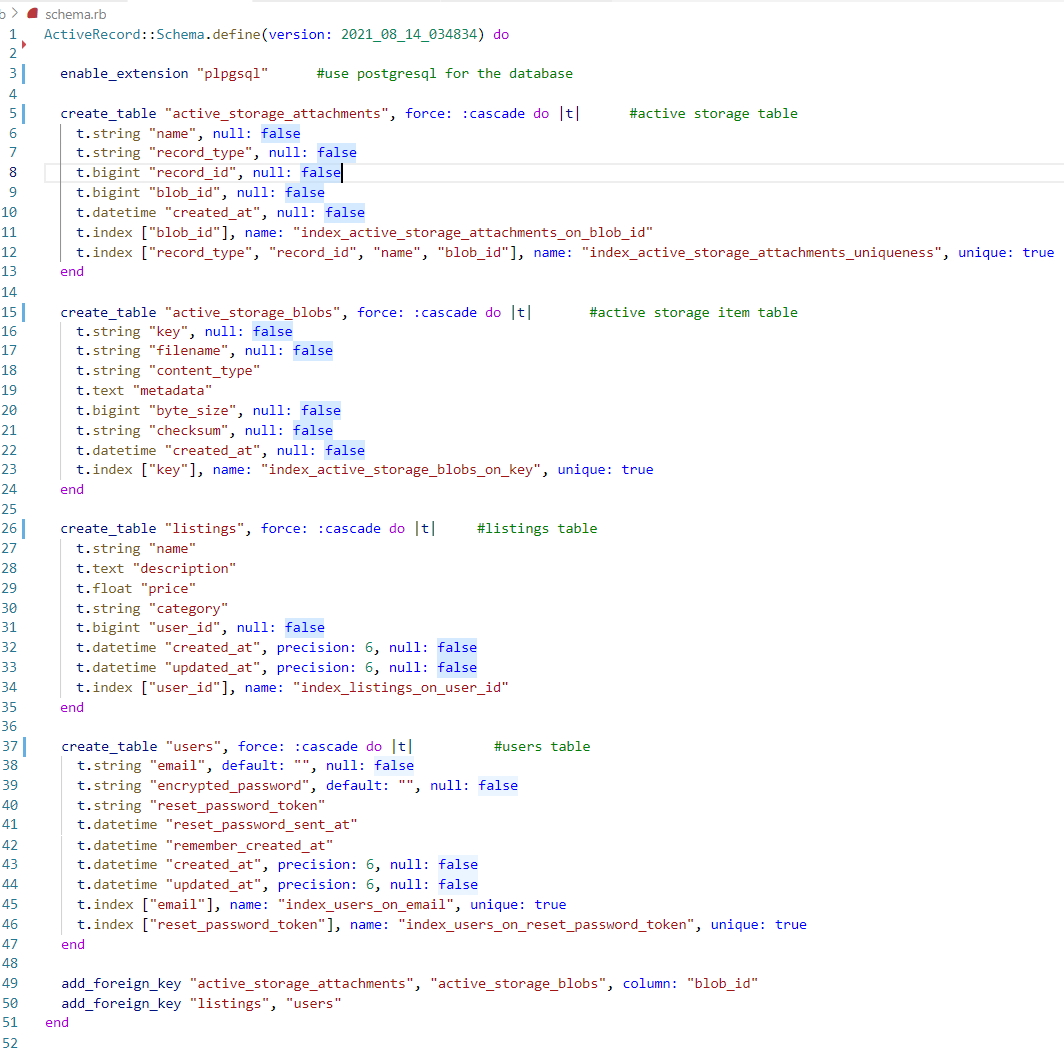 b > schema.rb
1 ActiveRecord::Schema.define(version: 2021_08_14_034834) do
2
3 enable_extension "plpgsql" #use postgresql for the database
4
5 create_table "active_storage_attachments", force: :cascade do |t| #active storage table
6 t.string "name", null: false
7 t.string "record_type", null: false
8 t.bigint "record_id", null: false
9 t.bigint "blob_id", null: false
10 t.datetime "created_at", null: false
11 t.index ["blob_id"], name: "index_active_storage_attachments_on_blob_id"
12 t.index ["record_type", "record_id", "name", "blob_id"], name: "index_active_storage_attachments_uniqueness", unique: true
13 end
14
15 create_table "active_storage_blobs", force: :cascade do |t| #active storage item table
16 t.string "key", null: false
17 t.string "filename", null: false
18 t.string "content_type"
19 t.text "metadata"
20 t.bigint "byte_size", null: false
21 t.string "checksum", null: false
22 t.datetime "created_at", null: false
23 t.index ["key"], name: "index_active_storage_blobs_on_key", unique: true
24 end
25
26 create_table "listings", force: :cascade do |t| #listings table
27 t.string "name"
28 t.text "description"
29 t.float "price"
30 t.string "category"
31 t.bigint "user_id", null: false
32 t.datetime "created_at", precision: 6, null: false
33 t.datetime "updated_at", precision: 6, null: false
34 t.index ["user_id"], name: "index_listings_on_user_id"
35 end
36
37 create_table "users", force: :cascade do |t| #users table
38 t.string "email", default: "", null: false
39 t.string "encrypted_password", default: "", null: false
40 t.string "reset_password_token"
41 t.datetime "reset_password_sent_at"
42 t.datetime "remember_created_at"
43 t.datetime "created_at", precision: 6, null: false
44 t.datetime "updated_at", precision: 6, null: false
45 t.index ["email"], name: "index_users_on_email", unique: true
46 t.index ["reset_password_token"], name: "index_users_on_reset_password_token", unique: true
47 end
48
49 add_foreign_key "active_storage_attachments", "active_storage_blobs", column: "blob_id"
50 add_foreign_key "listings", "users"
51 end
52